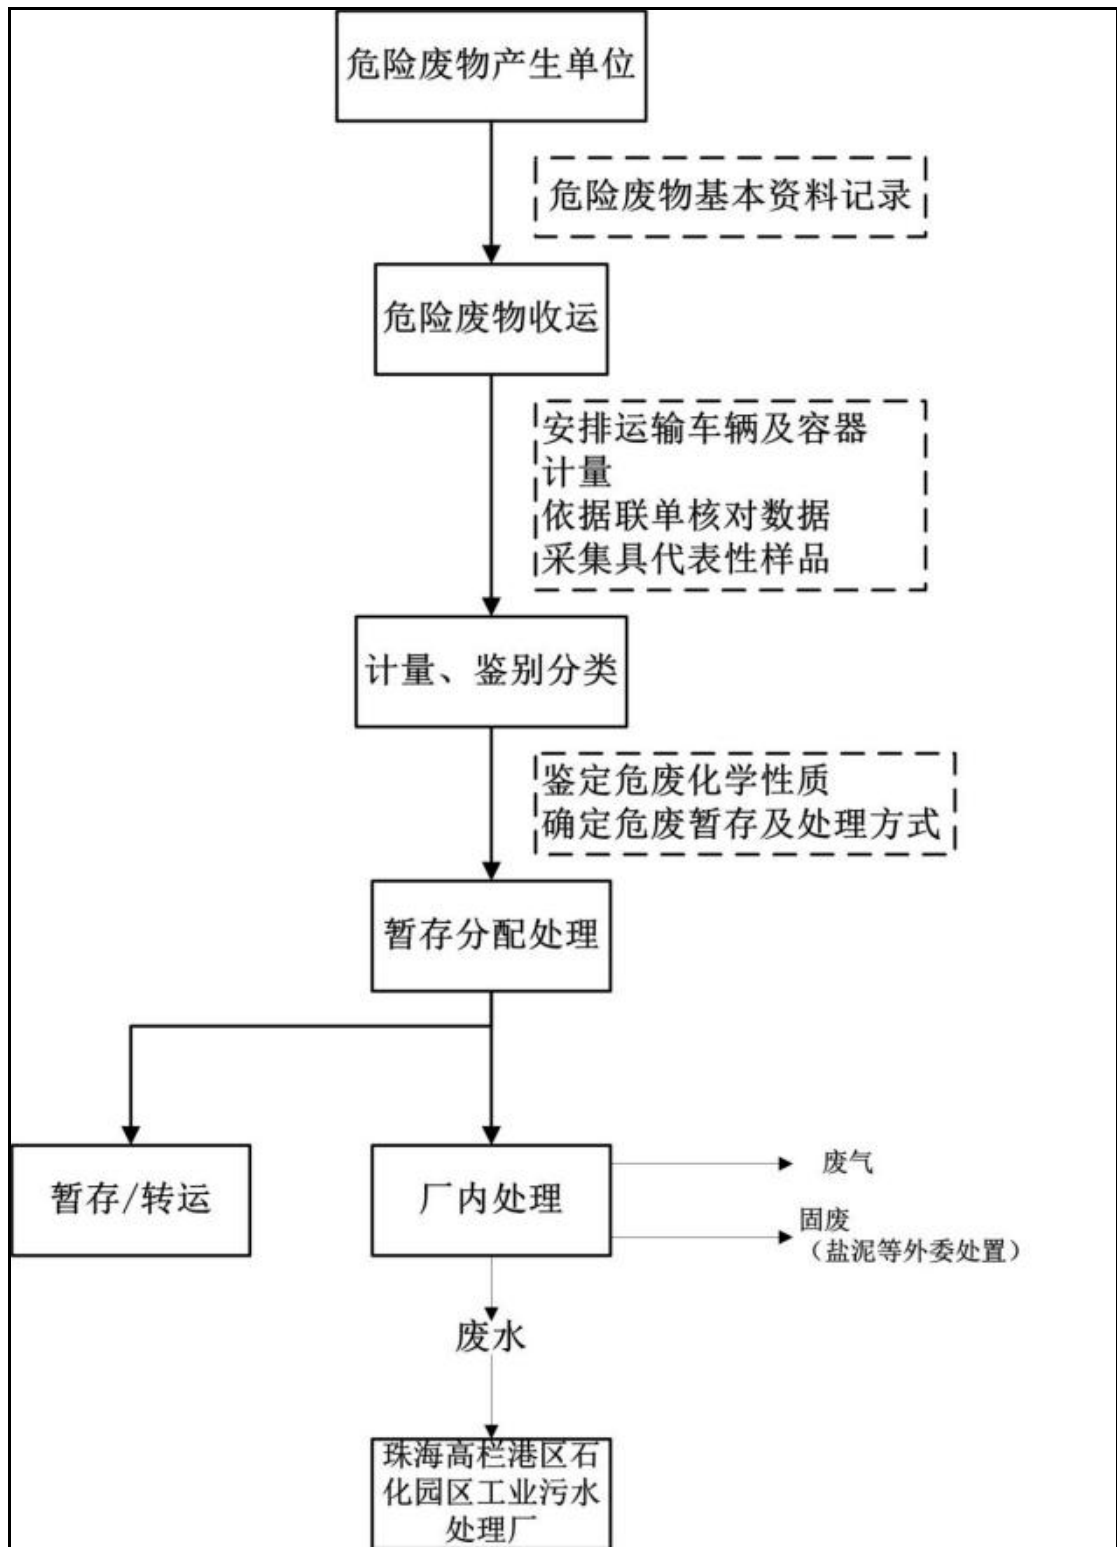 危险废物产生单位
危险废物基本资料记录
危险废物收运
安排运输车辆及容器
计量
依据联单核对数据
采集具代表性样品
计量、鉴别分类
鉴定危废化学性质
确定危废暂存及处理方式
暂存分配处理
暂存/转运
厂内处理
废气
固废
（盐泥等外委处置）
废水
珠海高栏港区石
化园区工业污水
处理厂